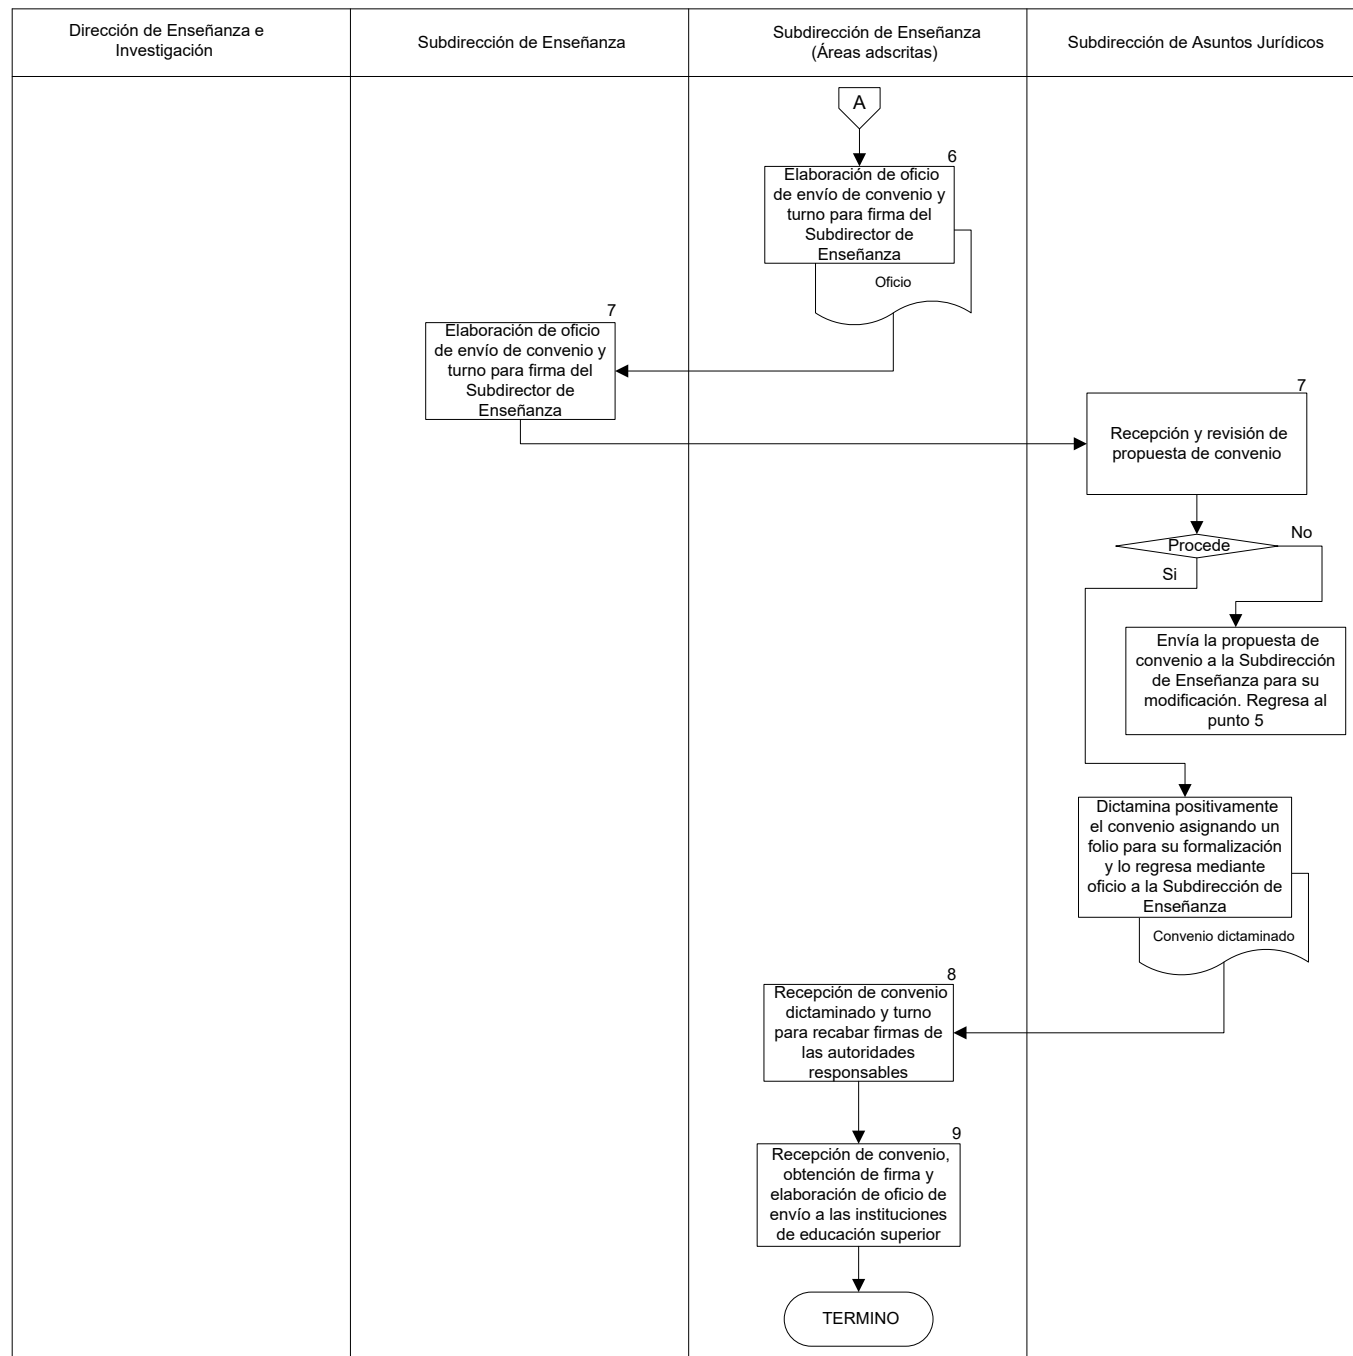 Dirección de Enseñanza e
Investigación
Subdirección de Enseñanza
Subdirección de Enseñanza
(Áreas adscritas)
Subdirección de Asuntos Jurídicos
A
6
Elaboración de oficio
de envío de convenio y
turno para firma del
Subdirector de
Enseñanza
Oficio
7
Elaboración de oficio
de envío de convenio y
turno para firma del
Subdirector de
Enseñanza
7
Recepción y revisión de
propuesta de convenio
Procede
No
Si
Envía la propuesta de
convenio a la Subdirección
de Enseñanza para su
modificación. Regresa al
punto 5
Dictamina positivamente
el convenio asignando un
folio para su formalización
y lo regresa mediante
oficio a la Subdirección de
Enseñanza
Convenio dictaminado
8
Recepción de convenio
dictaminado y turno
para recabar firmas de
las autoridades
responsables
9
Recepción de convenio,
obtención de firma y
elaboración de oficio de
envío a las instituciones
de educación superior
TERMINO